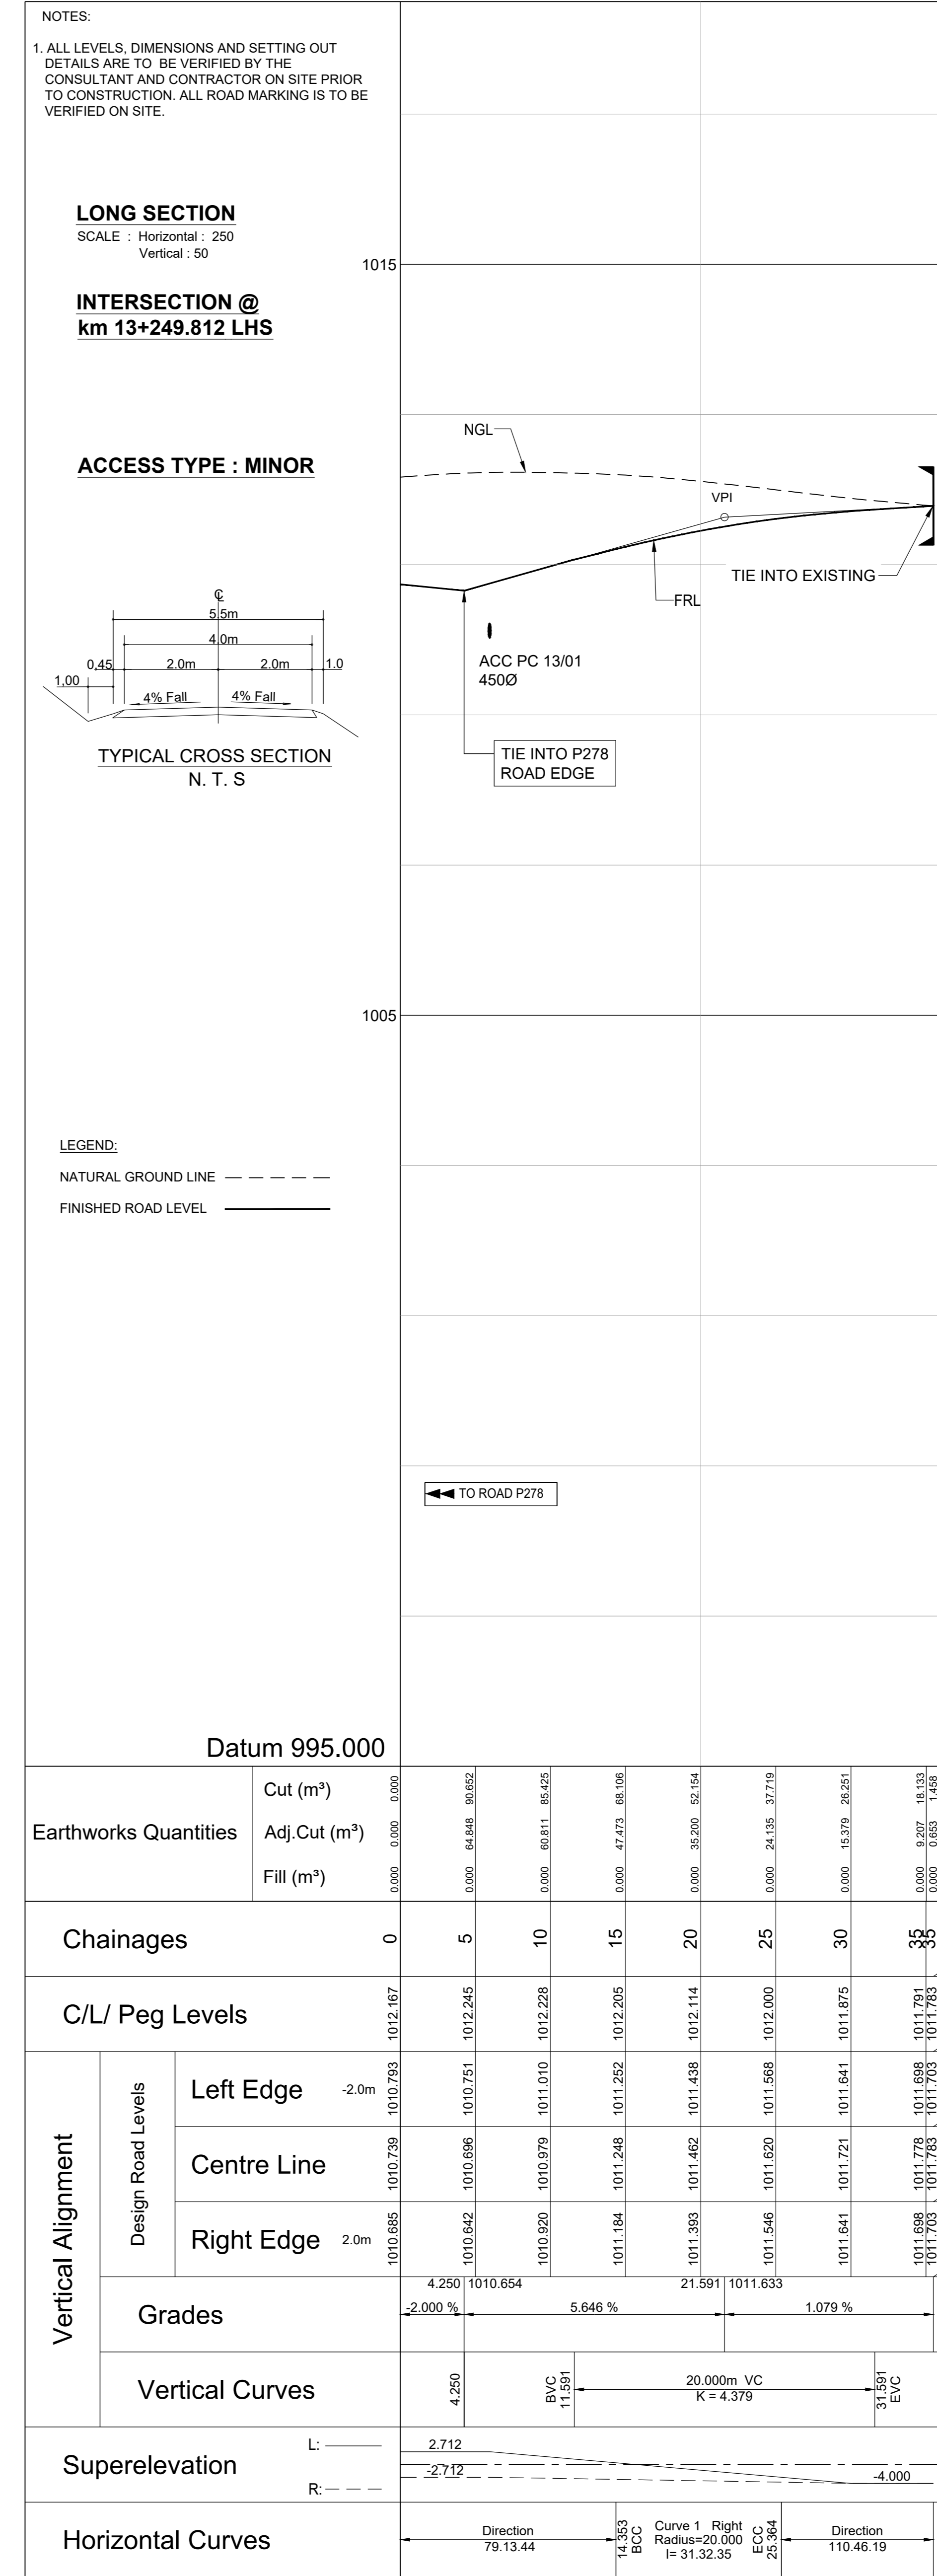 NOTES:
1. ALL LEVELS, DIMENSIONS AND SETTING OUT
DETAILS ARE TO BE VERIFIED BY THE
CONSULTANT AND CONTRACTOR ON SITE PRIOR
TO CONSTRUCTION. ALL ROAD MARKING IS TO BE
VERIFIED ON SITE.
LONG SECTION
SCALE : Horizontal : 250
Vertical : 50
INTERSECTION @
km 13+249.812 LHS
ACCESS TYPE : MINOR
1015
NGL
VPI
TIE INTO EXISTING
FRL
ACC PC 13/01
450Ø
TIE INTO P278
ROAD EDGE
℄
5.5m
4.0m
0.45 2.0m 2.0m 1.0
1.00
4% Fall 4% Fall
TYPICAL CROSS SECTION
N. T. S
1005
LEGEND:
NATURAL GROUND LINE
FINISHED ROAD LEVEL
TO ROAD P278
Datum 995.000
Earthworks Quantities
Cut (m³) 0.000 90.652 85.425 68.106 52.154 37.719 26.251 18.133 1.458
Adj.Cut (m³) 0.000 64.848 60.811 47.473 35.200 24.135 15.379 9.207 0.653
Fill (m³) 0.000 0.000 0.000 0.000 0.000 0.000 0.000 0.000 0.000
Chainages 0 5 10 15 20 25 30 35 35
C/L/ Peg Levels 1012.167 1012.245 1012.228 1012.205 1012.114 1012.000 1011.875 1011.791 1011.783
Vertical Alignment
Design Road Levels
Left Edge -2.0m 1010.793 1010.751 1011.010 1011.252 1011.438 1011.568 1011.641 1011.698 1011.703
Centre Line 1010.739 1010.696 1010.979 1011.248 1011.462 1011.620 1011.721 1011.778 1011.783
Right Edge 2.0m 1010.685 1010.642 1010.920 1011.184 1011.393 1011.546 1011.641 1011.698 1011.703
Grades
4.250 1010.654 21.591 1011.633
-2.000 % 5.646 % 1.079 %
Vertical Curves
4.250
BVC
11.591
20.000m VC
K = 4.379
31.591
EVC
Superelevation
L:
R:
2.712
-2.712
-4.000
Horizontal Curves
Direction
79.13.44
14.353
BCC
Curve 1 Right
Radius=20.000
I= 31.32.35
ECC
25.364
Direction
110.46.19